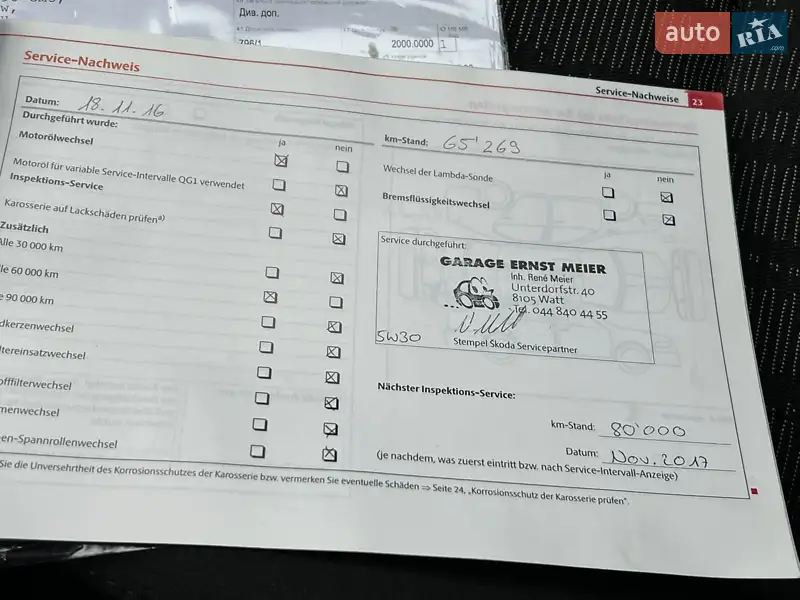 Див. доп.
2000.0000
1
auto RIA
.com
Service-Nachweis
Service-Nachweise 23
Datum: 18.11.16
Durchgeführt wurde:
ja nein
Motorölwechsel
Motoröl für variable Service-Intervalle QG1 verwendet
Inspektions-Service
Karosserie auf Lackschäden prüfen a)
Zusätzlich
lle 30 000 km
lle 60 000 km
e 90 000 km
dkerzenwechsel
ltereinsatzwechsel
offfilterwechsel
menwechsel
en-Spannrollenwechsel
km-Stand: 65'269
ja nein
Wechsel der Lambda-Sonde
Bremsflüssigkeitswechsel
Service durchgeführt:
GARAGE ERNST MEIER
Inh. René Meier
Unterdorfstr. 40
8105 Watt
Tel. 044 840 44 55
5W30
Stempel Škoda Servicepartner
Nächster Inspektions-Service:
km-Stand: 80'000
Datum: Nov. 2017
(je nachdem, was zuerst eintritt bzw. nach Service-Intervall-Anzeige)
Sie die Unversehrtheit des Korrosionsschutzes der Karosserie bzw. vermerken Sie eventuelle Schäden ⇒ Seite 24, „Korrosionsschutz der Karosserie prüfen“.